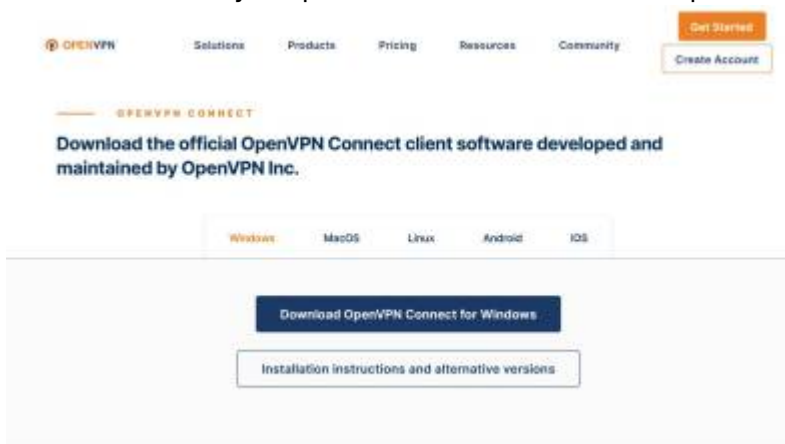 OPENVPN Solutions Products Pricing Resources Community Get Started
Create Account
OPENVPN CONNECT
Download the official OpenVPN Connect client software developed and
maintained by OpenVPN Inc.
Windows MacOS Linux Android iOS
Download OpenVPN Connect for Windows
Installation instructions and alternative versions